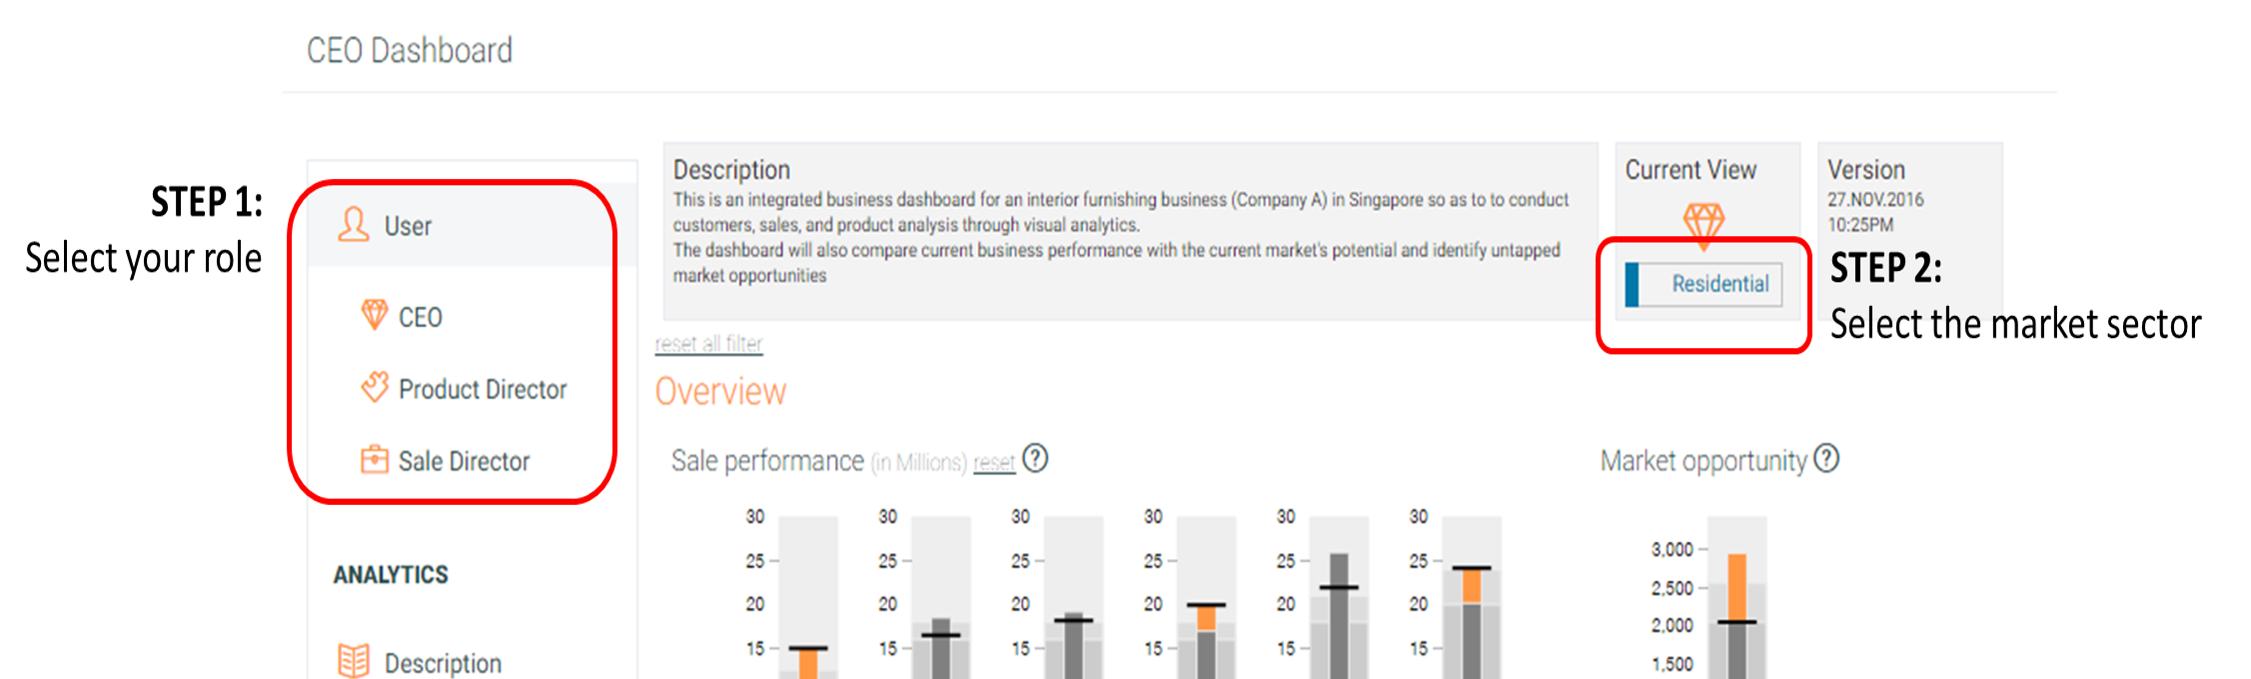 CEO Dashboard
STEP 1:
Select your role
User
CEO
Product Director
Sale Director
ANALYTICS
Description
Description
This is an integrated business dashboard for an interior furnishing business (Company A) in Singapore so as to to conduct
customers, sales, and product analysis through visual analytics.
The dashboard will also compare current business performance with the current market's potential and identify untapped
market opportunities
Current View
Residential
Version
27.NOV.2016
10:25PM
STEP 2:
Select the market sector
reset all filter
Overview
Sale performance (in Millions) reset ?
30
25
20
15
30
25
20
15
30
25
20
15
30
25
20
15
30
25
20
15
30
25
20
15
Market opportunity ?
3,000
2,500
2,000
1,500